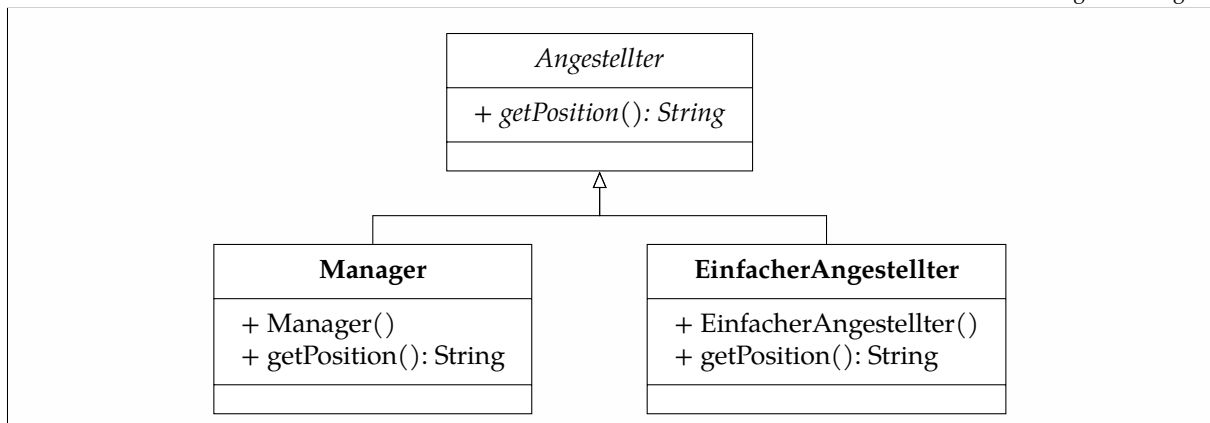 Angestellter
+ getPosition(): String
Manager
+ Manager()
+ getPosition(): String
EinfacherAngestellter
+ EinfacherAngestellter()
+ getPosition(): String